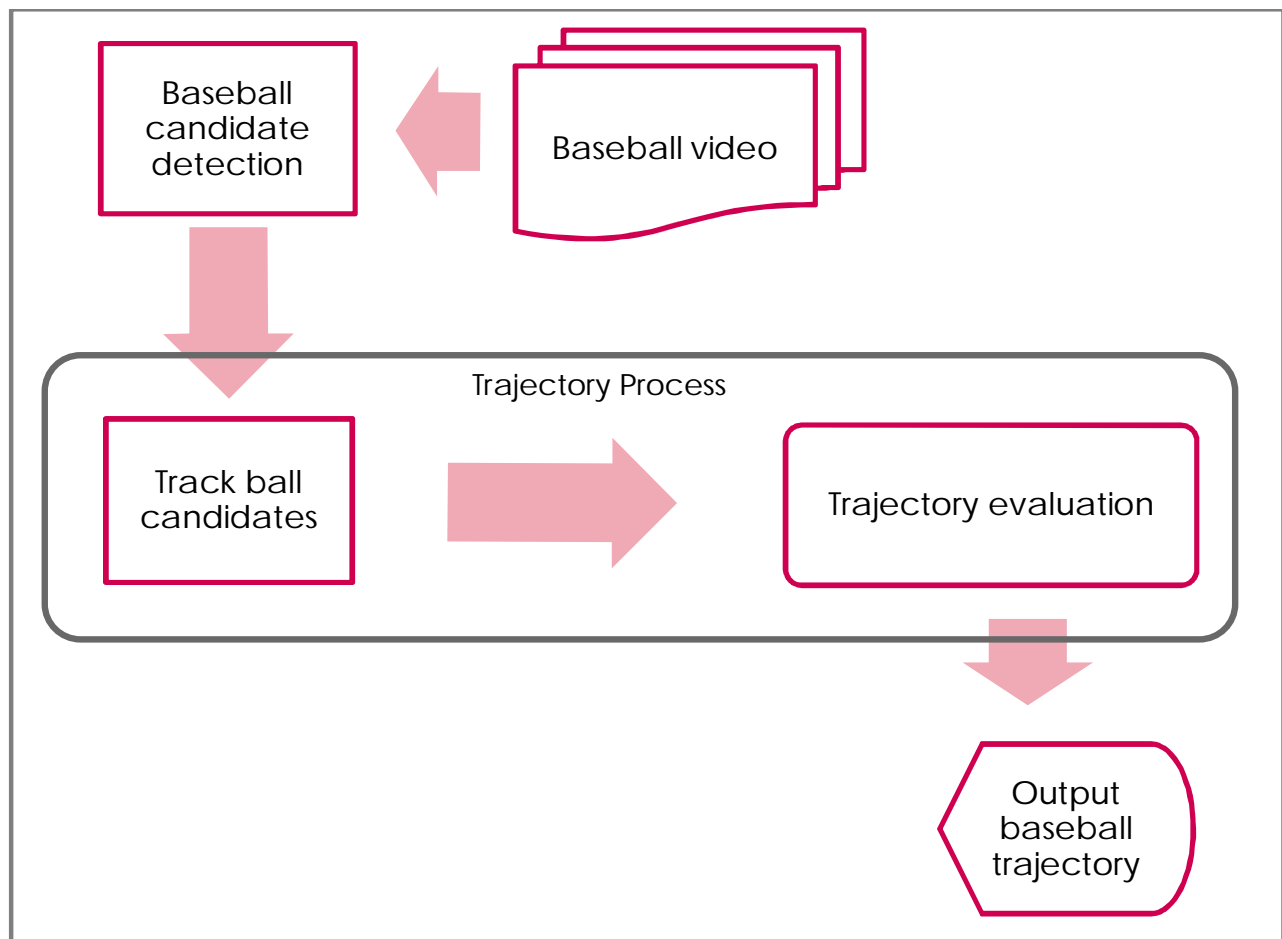 Baseball
candidate
detection
Baseball video
Trajectory Process
Track ball
candidates
Trajectory evaluation
Output
baseball
trajectory